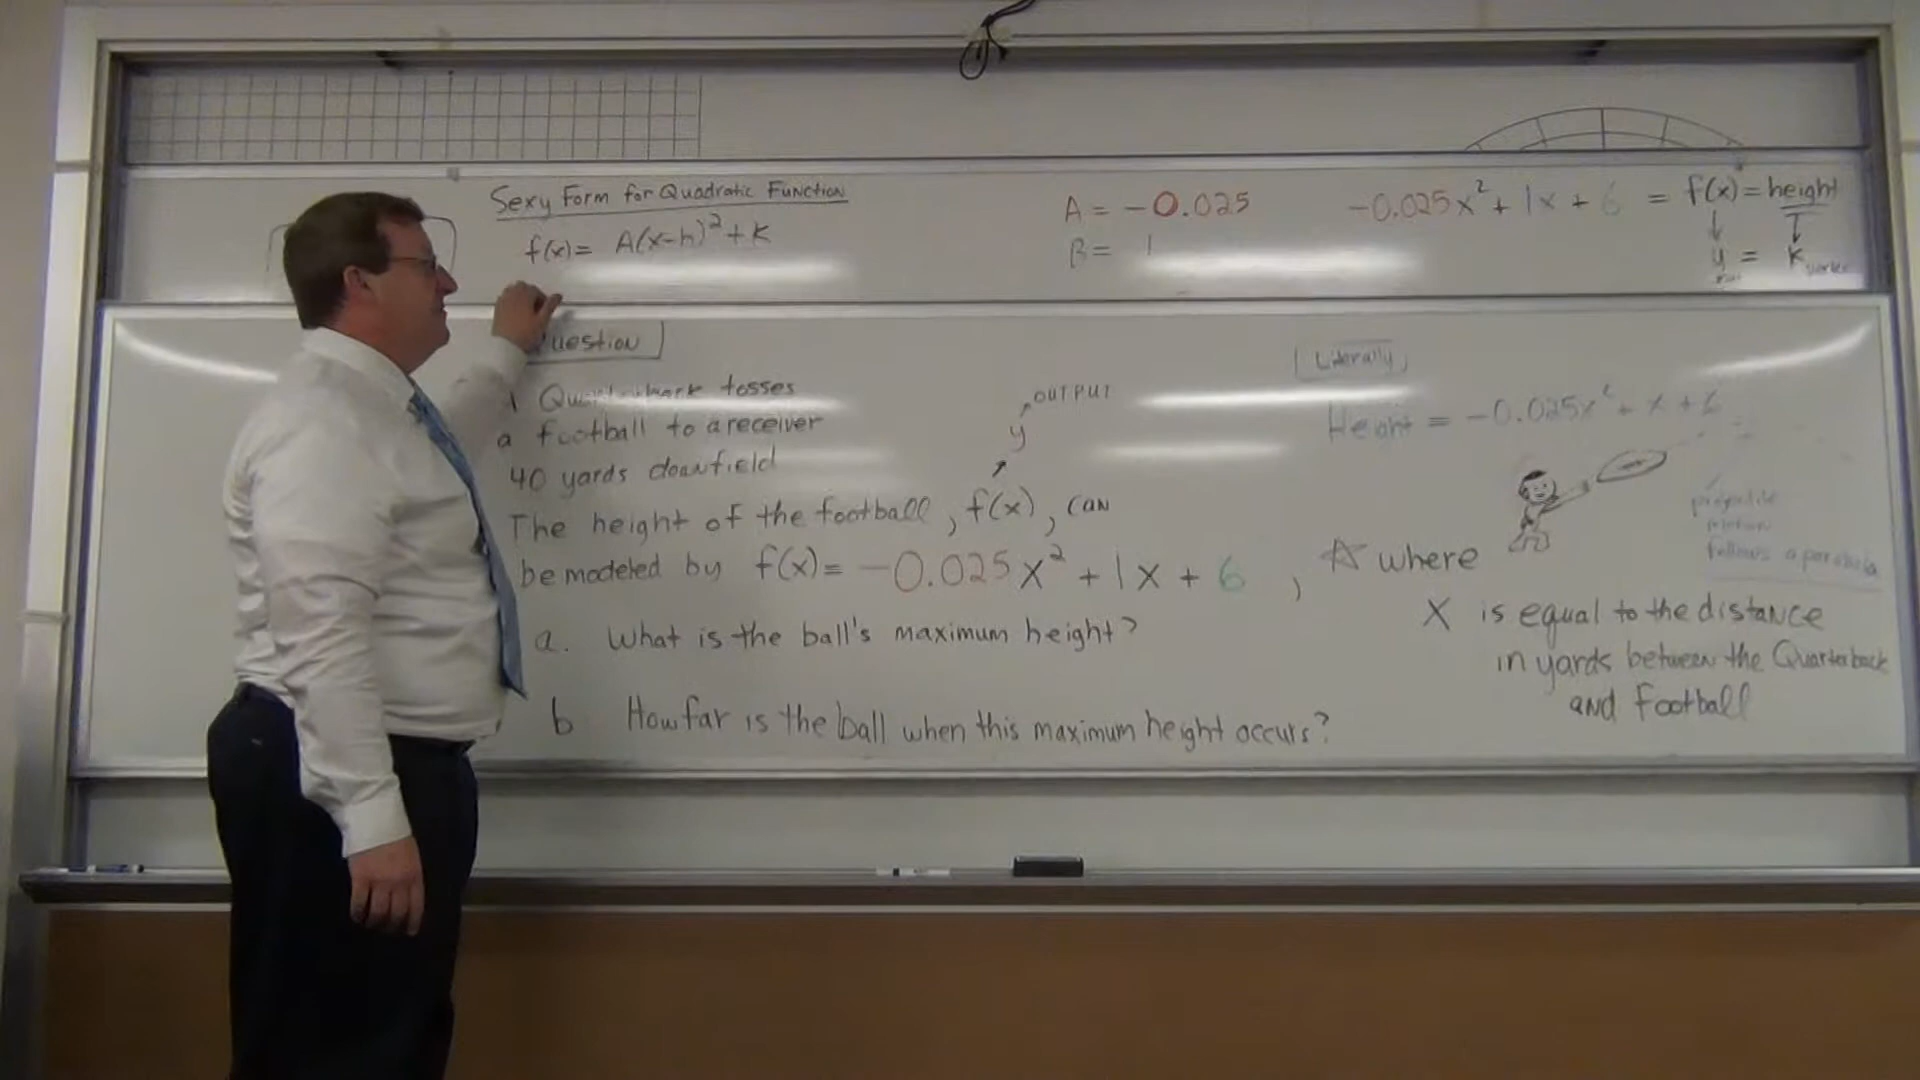 Sexy Form for Quadratic Function
f(x) = A(x-h)² + K
A = -0.025
B = 1
-0.025x² + 1x + 6 = f(x) = height
y = K
Question
tosses
a football to a receiver
40 yards downfield
The height of the football, f(x), can
be modeled by f(x) = -0.025x² + 1x + 6,
y
OUTPUT
a. What is the ball's maximum height?
b How far is the ball when this maximum height occurs?
Literally
Height = -0.025x² + x + 6
projectile
motion
follows a parabola
☆ where
X is equal to the distance
in yards between the Quarterback
and football